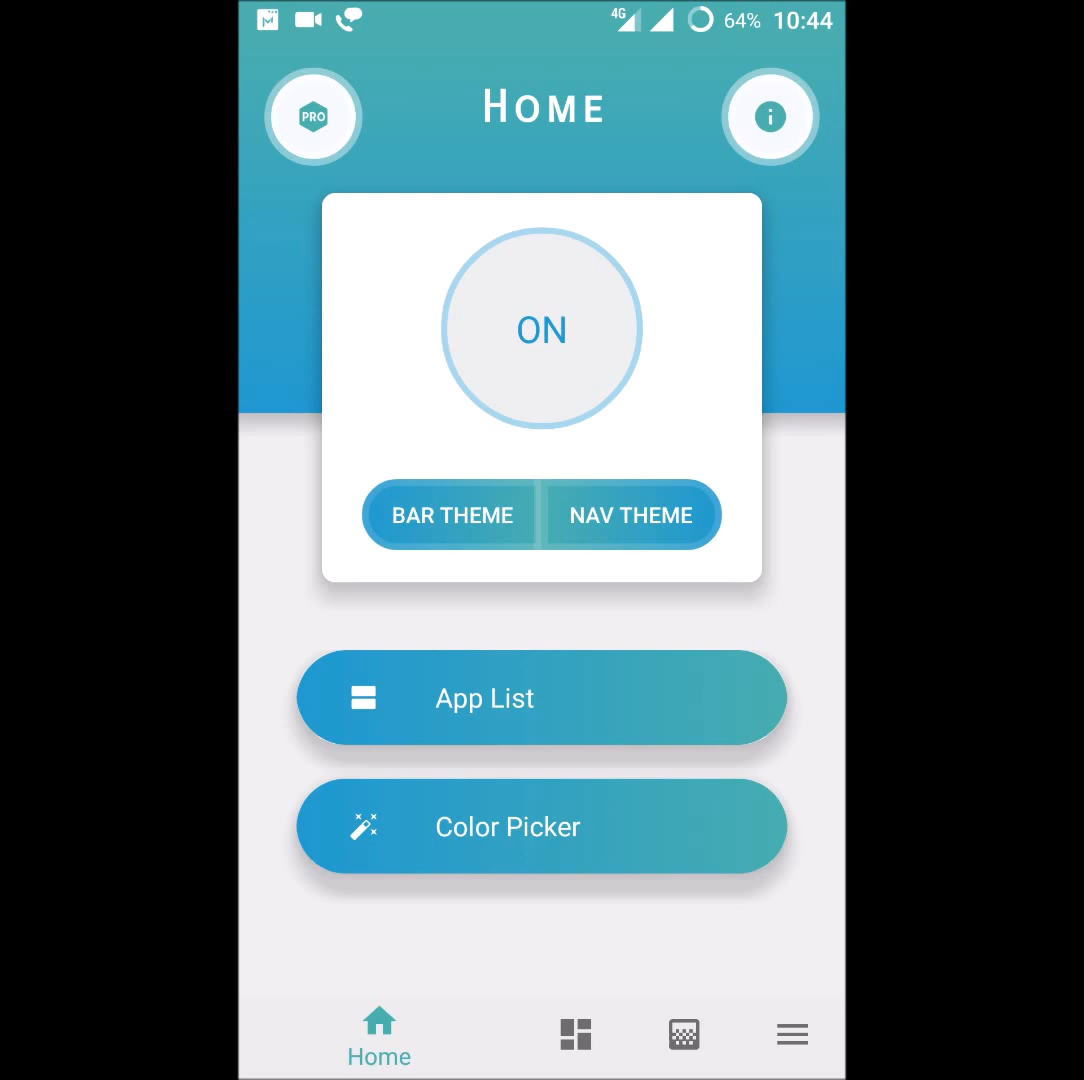 4G 64% 10:44
PRO HOME i
ON
BAR THEME NAV THEME
App List
Color Picker
Home